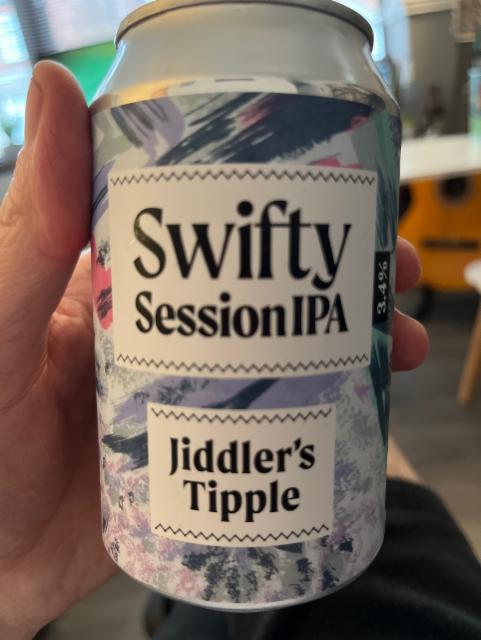 Swifty
Session IPA
3.4%
Jiddler's
Tipple